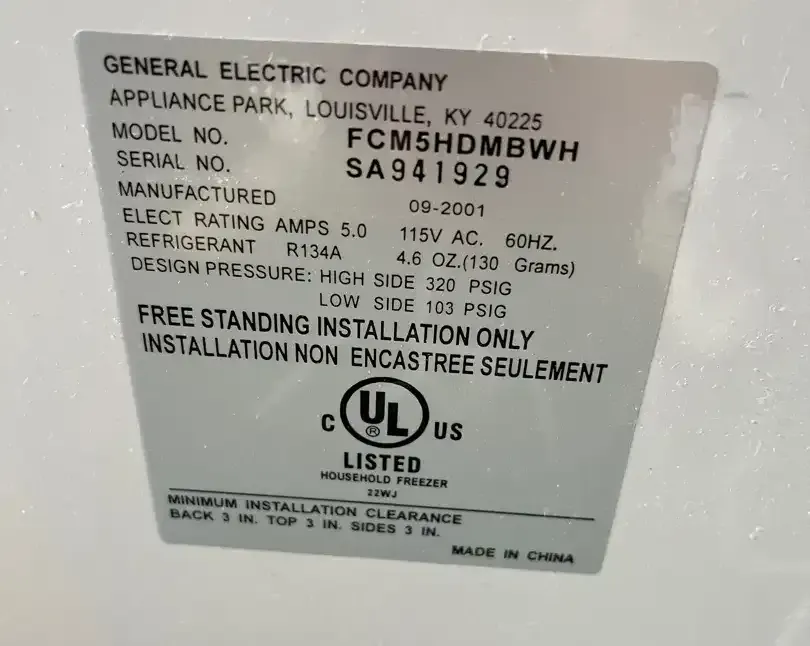 GENERAL ELECTRIC COMPANY
APPLIANCE PARK, LOUISVILLE, KY 40225
MODEL NO. FCM5HDMBWH
SERIAL NO. SA941929
MANUFACTURED 09-2001
ELECT RATING AMPS 5.0 115V AC. 60HZ.
REFRIGERANT R134A 4.6 OZ.(130 Grams)
DESIGN PRESSURE: HIGH SIDE 320 PSIG
LOW SIDE 103 PSIG
FREE STANDING INSTALLATION ONLY
INSTALLATION NON ENCASTREE SEULEMENT
C UL ® US
LISTED
HOUSEHOLD FREEZER
22WJ
MINIMUM INSTALLATION CLEARANCE
BACK 3 IN. TOP 3 IN. SIDES 3 IN.
MADE IN CHINA